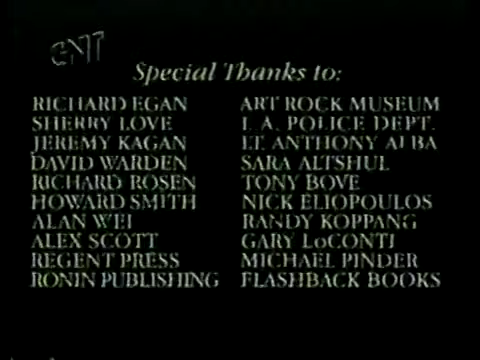 GNT
Special Thanks to:
RICHARD EGAN
SHERRY LOVE
JEREMY KAGAN
DAVID WARDEN
RICHARD ROSEN
HOWARD SMITH
ALAN WEI
ALEX SCOTT
REGENT PRESS
RONIN PUBLISHING
ART ROCK MUSEUM
L.A. POLICE DEPT.
LT. ANTHONY ALBA
SARA ALTSHUL
TONY BOVE
NICK ELIOPOULOS
RANDY KOPPANG
GARY LoCONTI
MICHAEL PINDER
FLASHBACK BOOKS